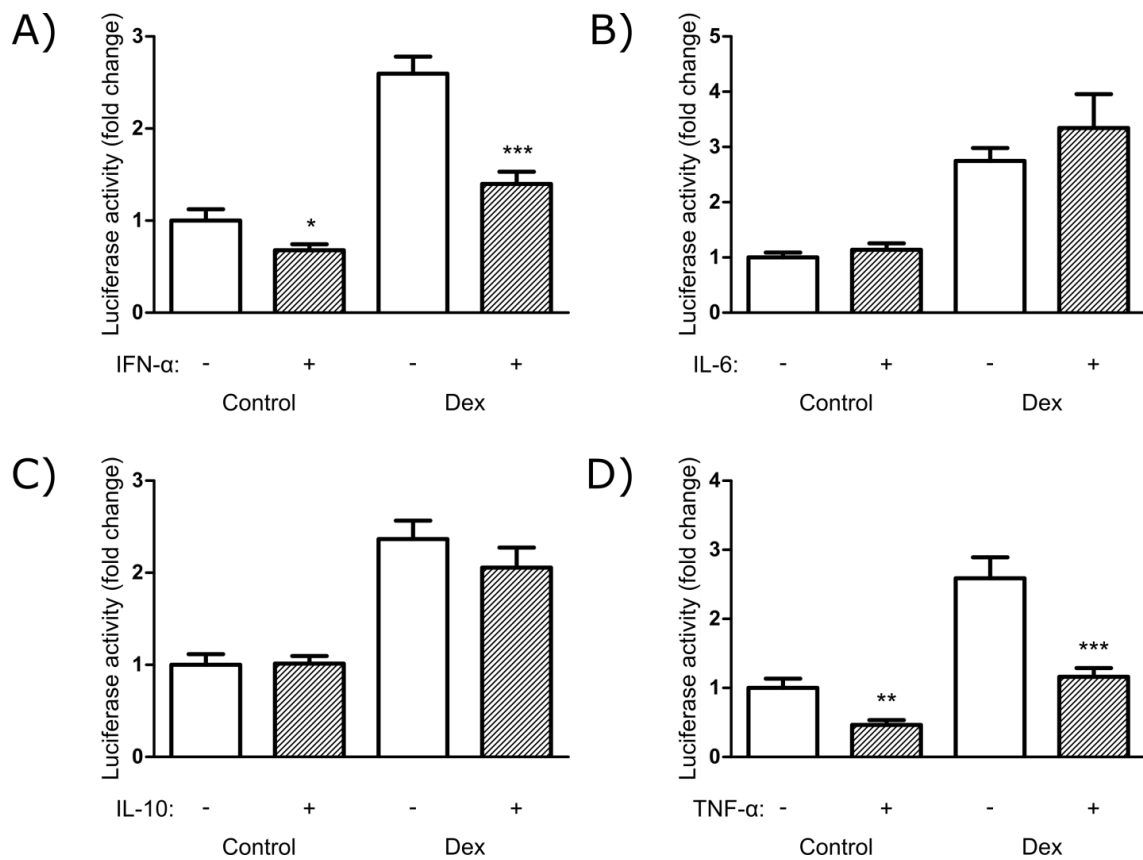 A)
Luciferase activity (fold change)
3
2
1
0
*
***
IFN-α: - + - +
Control Dex
B)
Luciferase activity (fold change)
5
4
3
2
1
0
IL-6: - + - +
Control Dex
C)
Luciferase activity (fold change)
3
2
1
0
IL-10: - + - +
Control Dex
D)
Luciferase activity (fold change)
4
3
2
1
0
**
***
TNF-α: - + - +
Control Dex